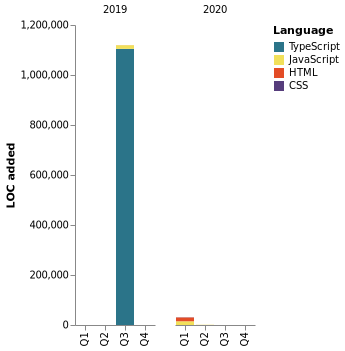 2019
2020
Language
TypeScript
JavaScript
HTML
CSS
LOC added
1,200,000
1,000,000
800,000
600,000
400,000
200,000
0
Q1
Q2
Q3
Q4
Q1
Q2
Q3
Q4